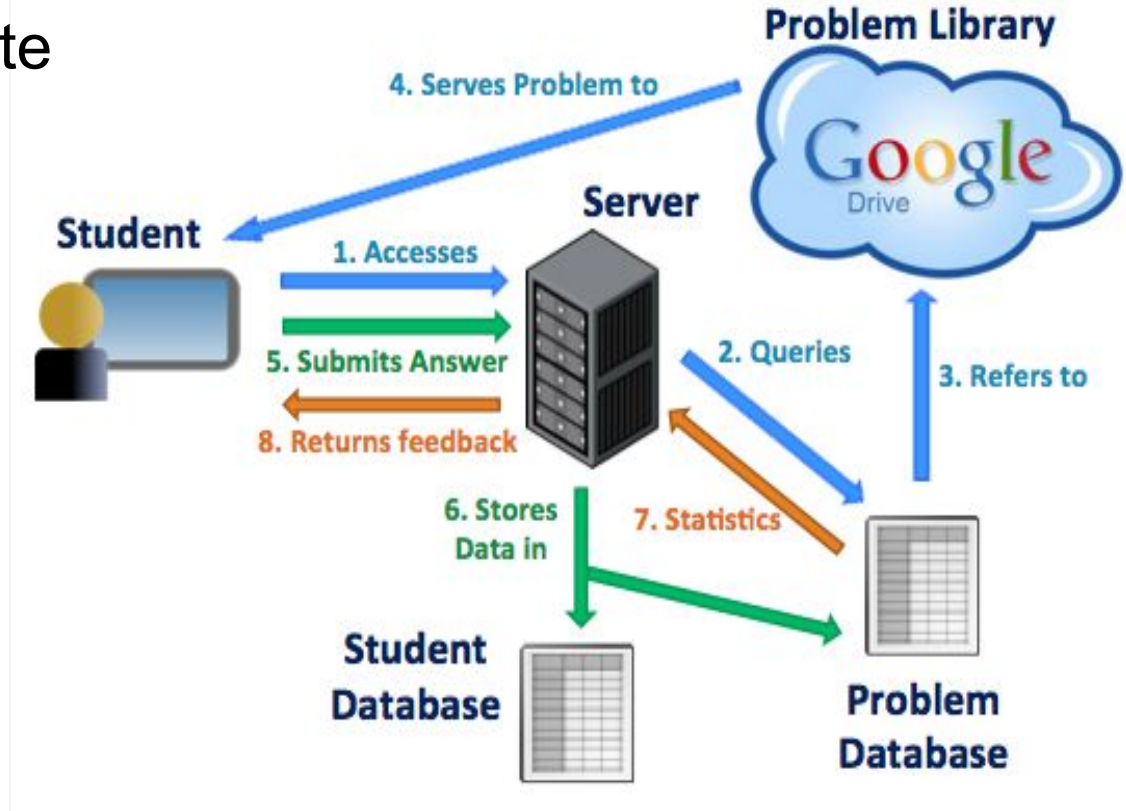 te
Problem Library
4. Serves Problem to
Google
Drive
Server
Student
1. Accesses
5. Submits Answer
2. Queries
3. Refers to
8. Returns feedback
6. Stores
Data in
7. Statistics
Student
Database
Problem
Database